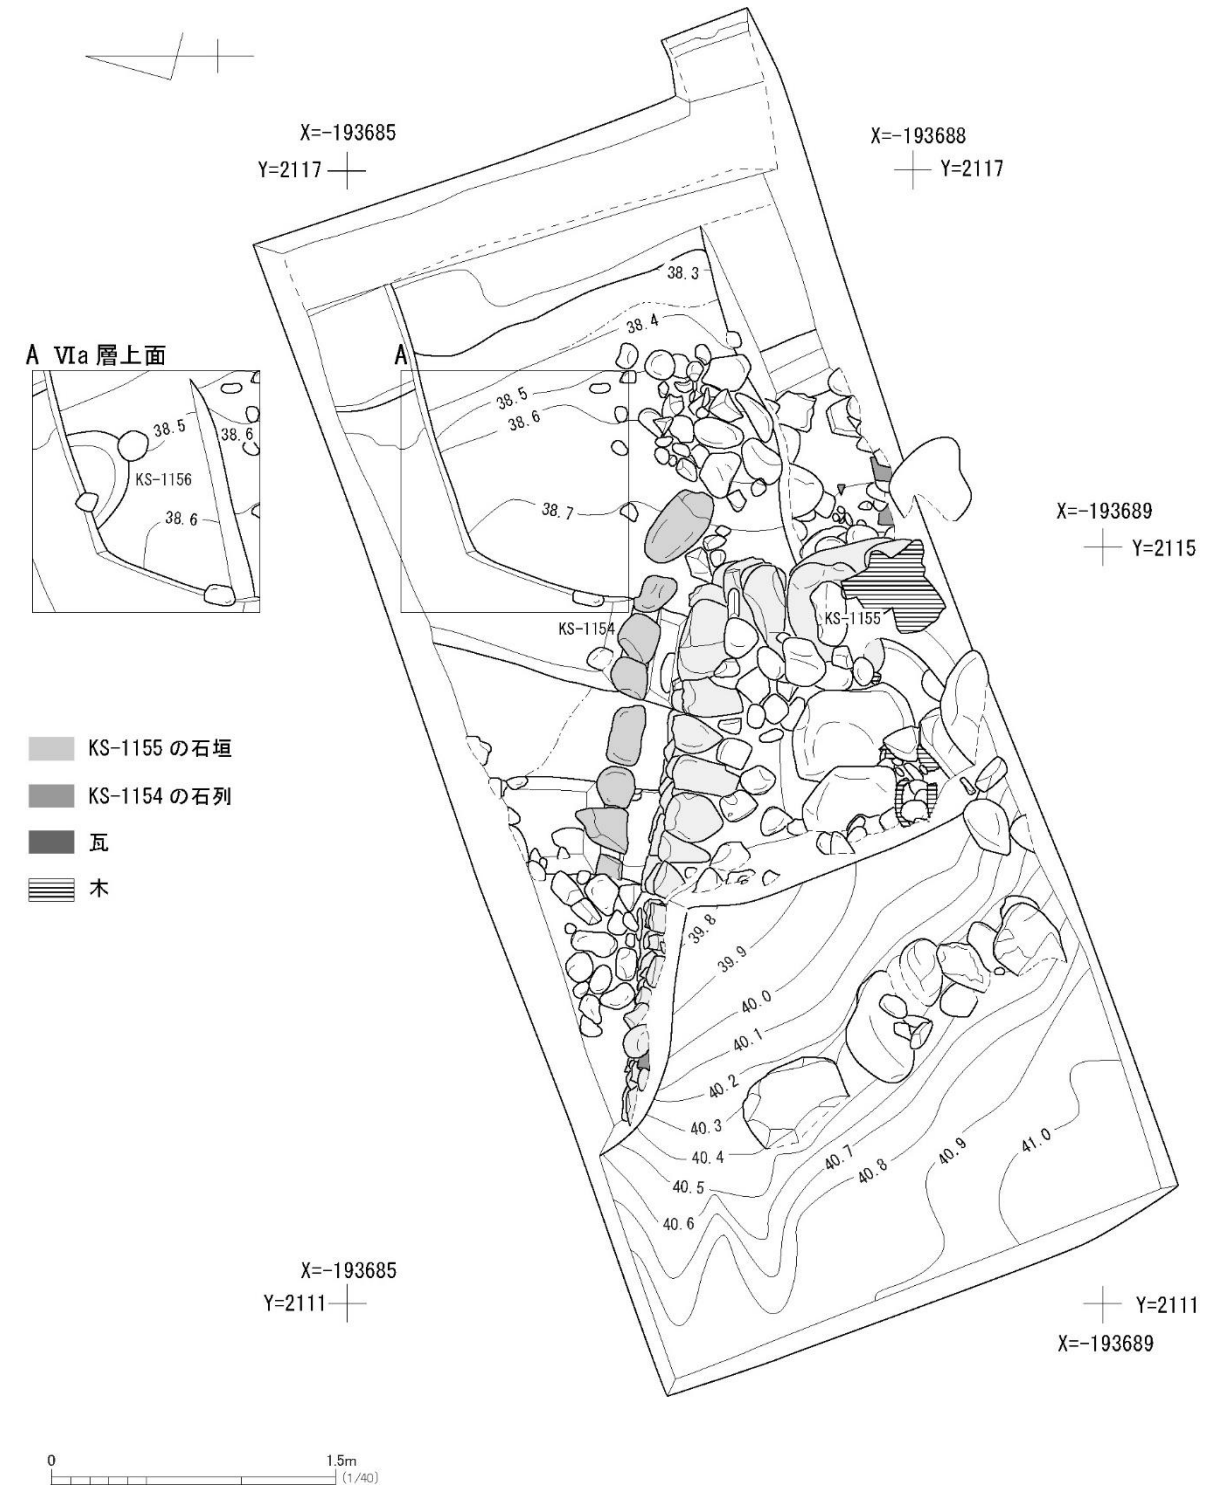 X=-193685
Y=2117
X=-193688
Y=2117
A Ⅵa 層上面
A
38.3
38.4
38.5
38.6
38.5
38.6
KS-1156
38.6
38.7
X=-193689
Y=2115
KS-1154
KS-1155
KS-1155 の石垣
KS-1154 の石列
瓦
木
39.8
39.9
40.0
40.1
40.2
40.3
40.4
40.5
40.6
40.7
40.8
40.9
41.0
X=-193685
Y=2111
Y=2111
X=-193689
0 1.5m
(1/40)